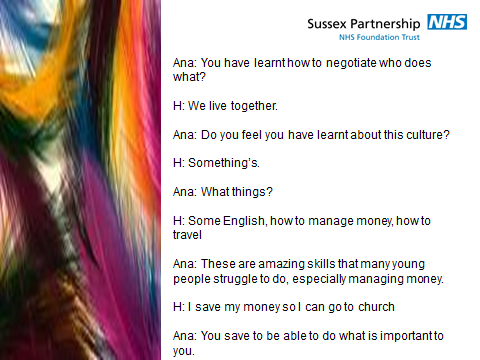 Sussex Partnership NHS
NHS Foundation Trust
Ana: You have learnt how to negotiate who does
what?
H: We live together.
Ana: Do you feel you have learnt about this culture?
H: Something's.
Ana: What things?
H: Some English, how to manage money, how to
travel
Ana: These are amazing skills that many young
people struggle to do, especially managing money.
H: I save my money so I can go to church
Ana: You save to be able to do what is important to
you.